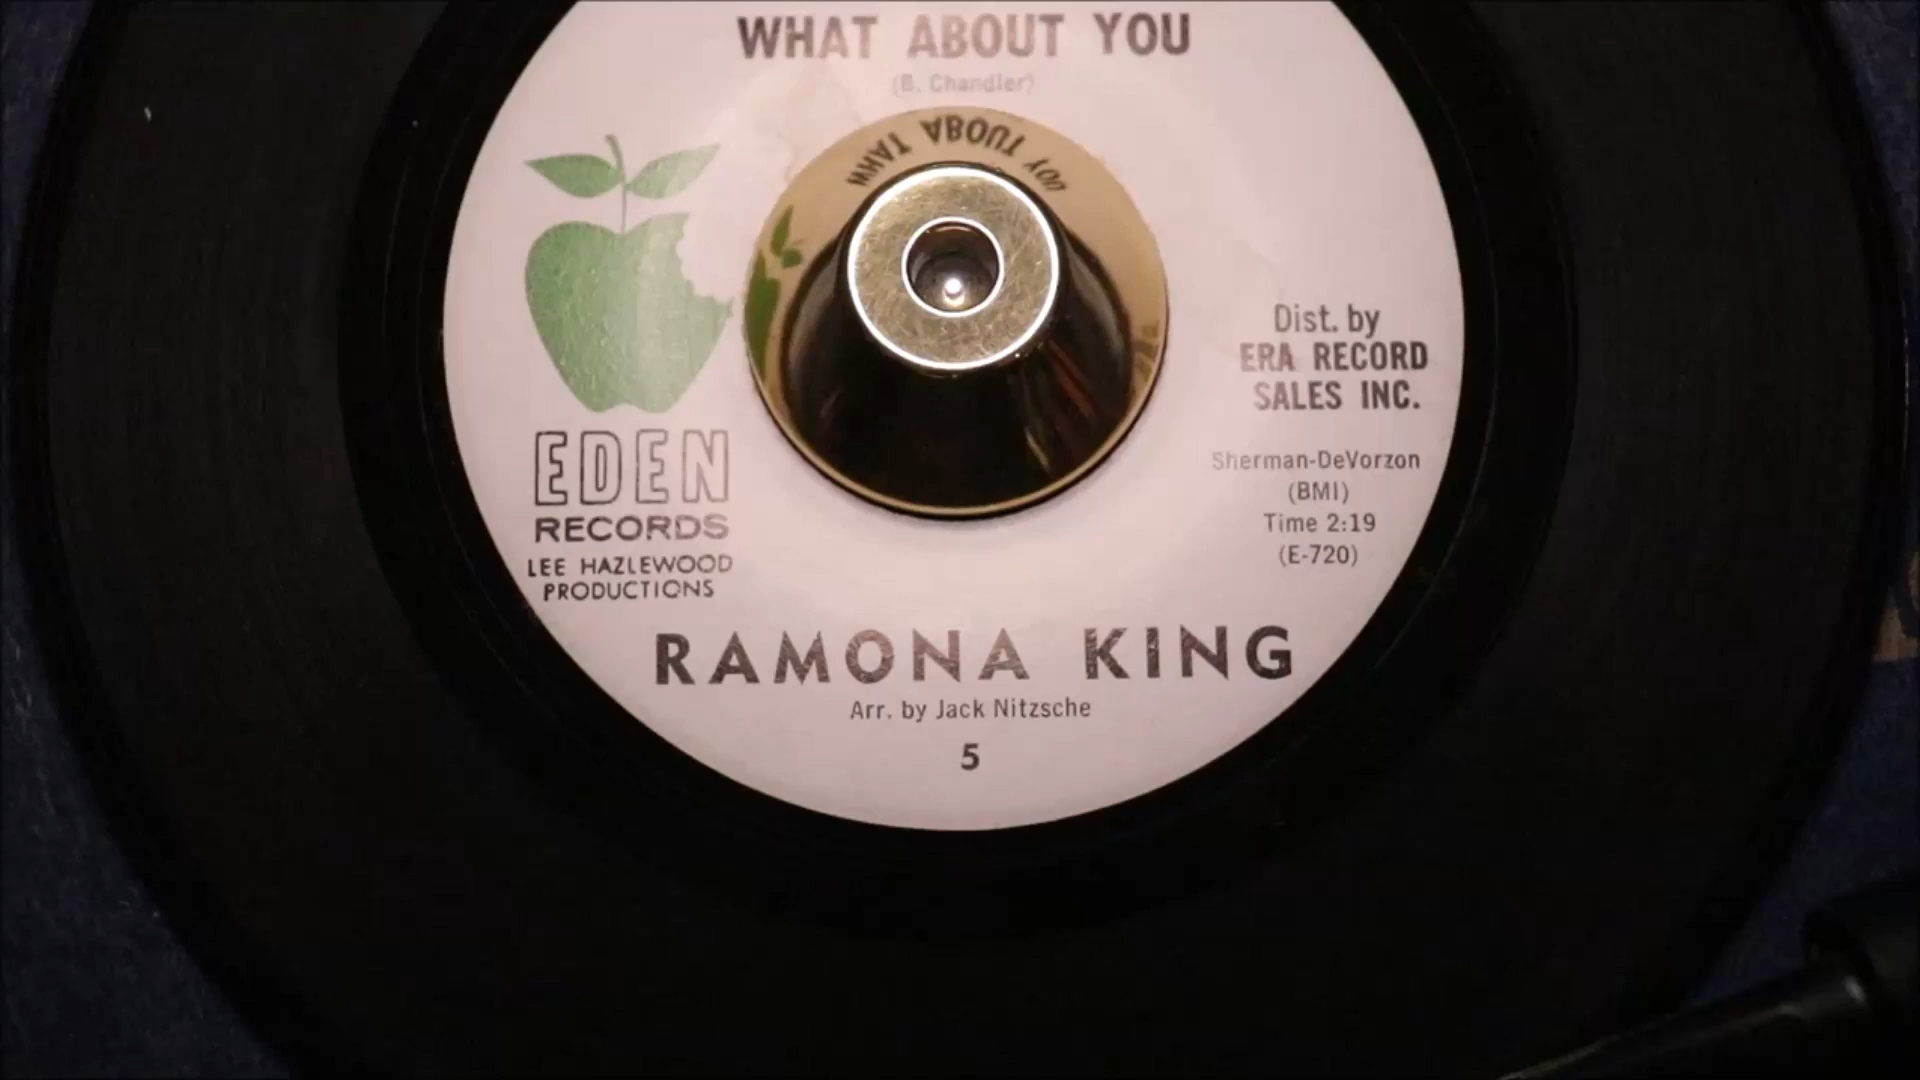 WHAT ABOUT YOU
(B. Chandler)
WHAT ABOUT YOU
EDEN
RECORDS
LEE HAZLEWOOD
PRODUCTIONS
Dist. by
ERA RECORD
SALES INC.
Sherman-DeVorzon
(BMI)
Time 2:19
(E-720)
RAMONA KING
Arr. by Jack Nitzsche
5